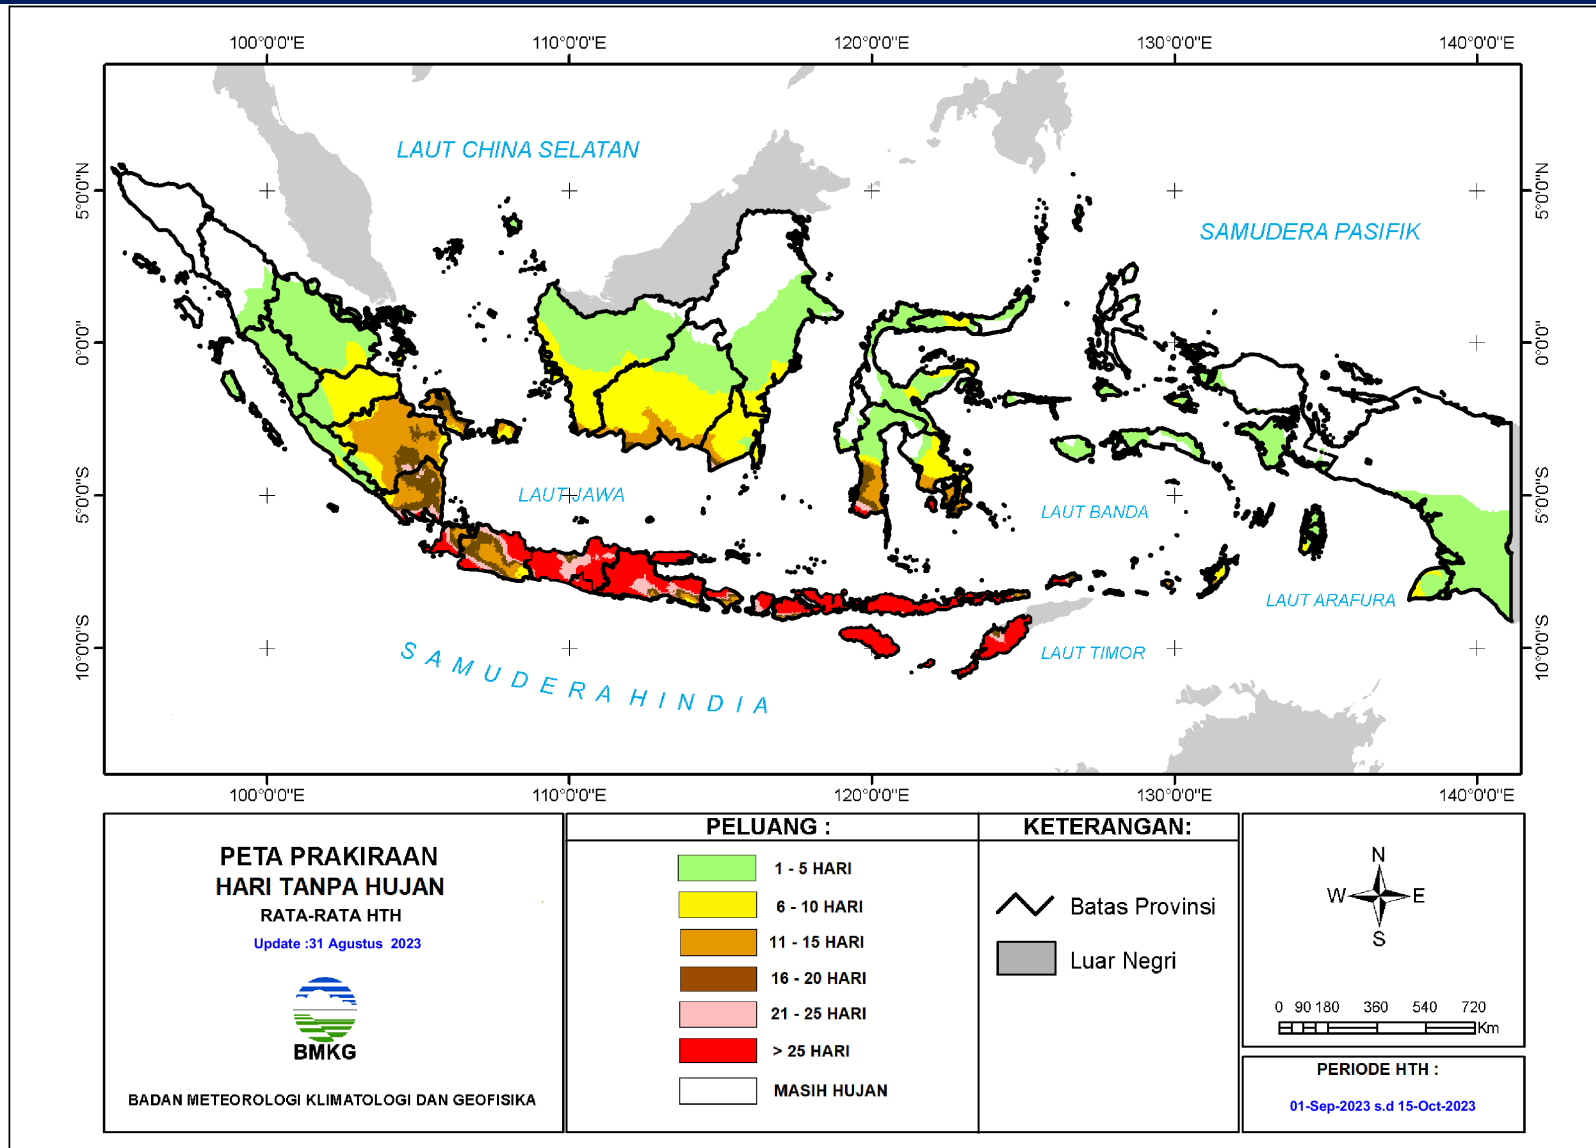 100°0'0"E 110°0'0"E 120°0'0"E 130°0'0"E 140°0'0"E
LAUT CHINA SELATAN
5°0'0"N
5°0'0"N
SAMUDERA PASIFIK
0°0'0"
0°0'0"
5°0'0"S
LAUT JAWA
LAUT BANDA
5°0'0"S
LAUT ARAFURA
10°0'0"S
SAMUDERA HINDIA
LAUT TIMOR
10°0'0"S
100°0'0"E 110°0'0"E 120°0'0"E 130°0'0"E 140°0'0"E
PETA PRAKIRAAN
HARI TANPA HUJAN
RATA-RATA HTH
Update :31 Agustus 2023
BMKG
BADAN METEOROLOGI KLIMATOLOGI DAN GEOFISIKA
PELUANG :
1 - 5 HARI
6 - 10 HARI
11 - 15 HARI
16 - 20 HARI
21 - 25 HARI
> 25 HARI
MASIH HUJAN
KETERANGAN:
Batas Provinsi
Luar Negri
N
W E
S
0 90 180 360 540 720
Km
PERIODE HTH :
01-Sep-2023 s.d 15-Oct-2023